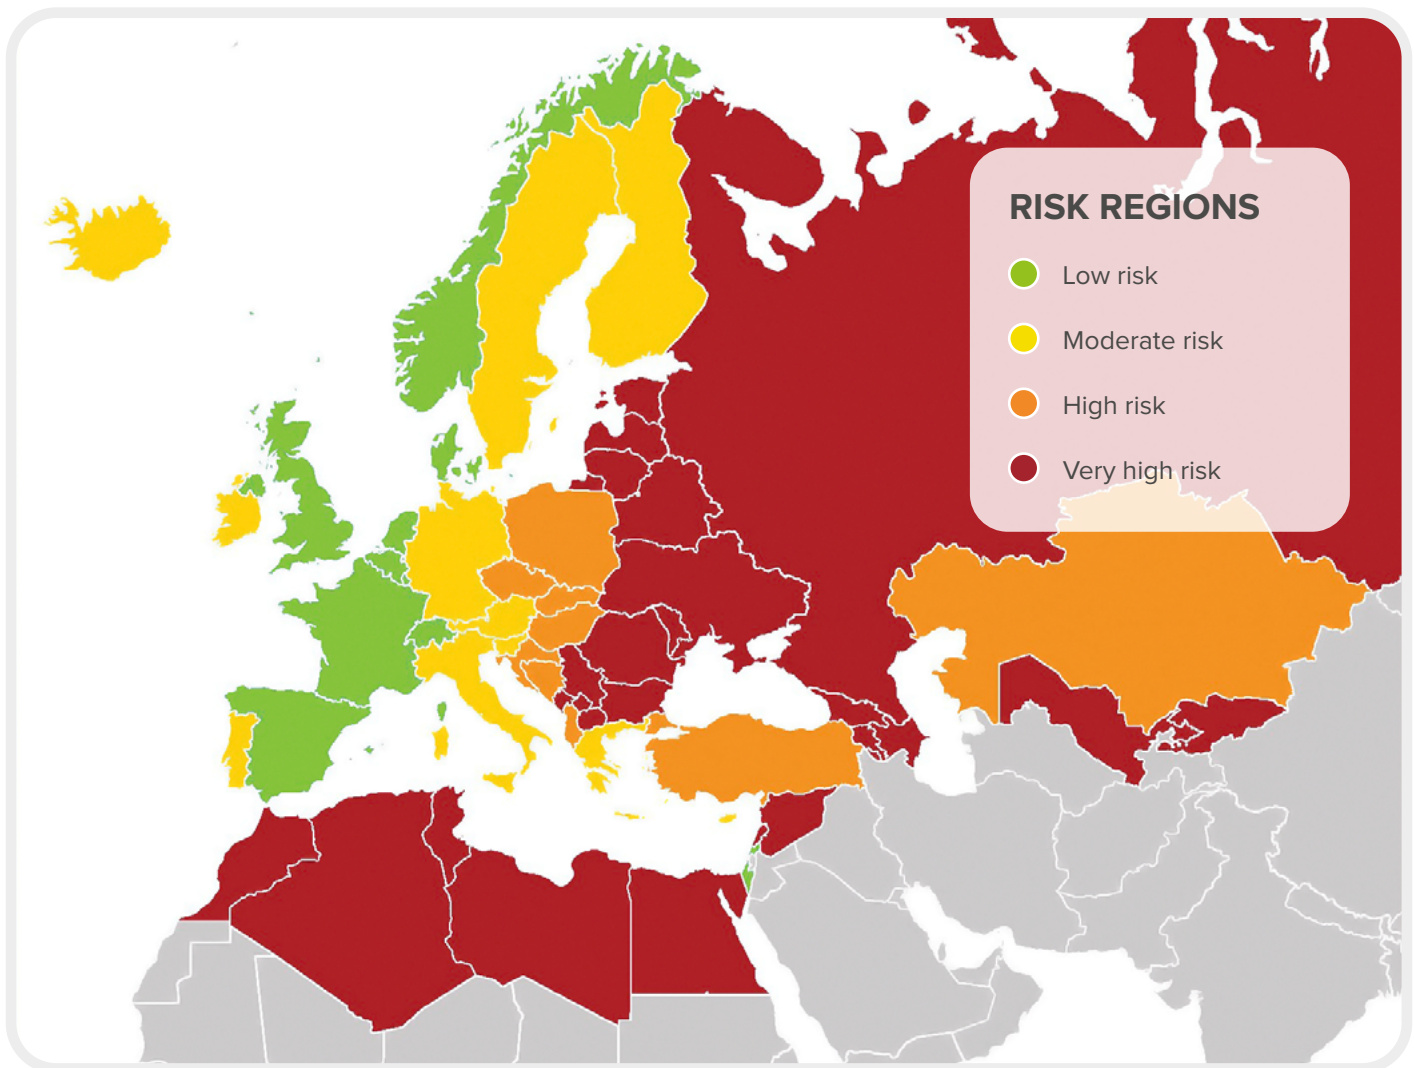 RISK REGIONS
Low risk
Moderate risk
High risk
Very high risk